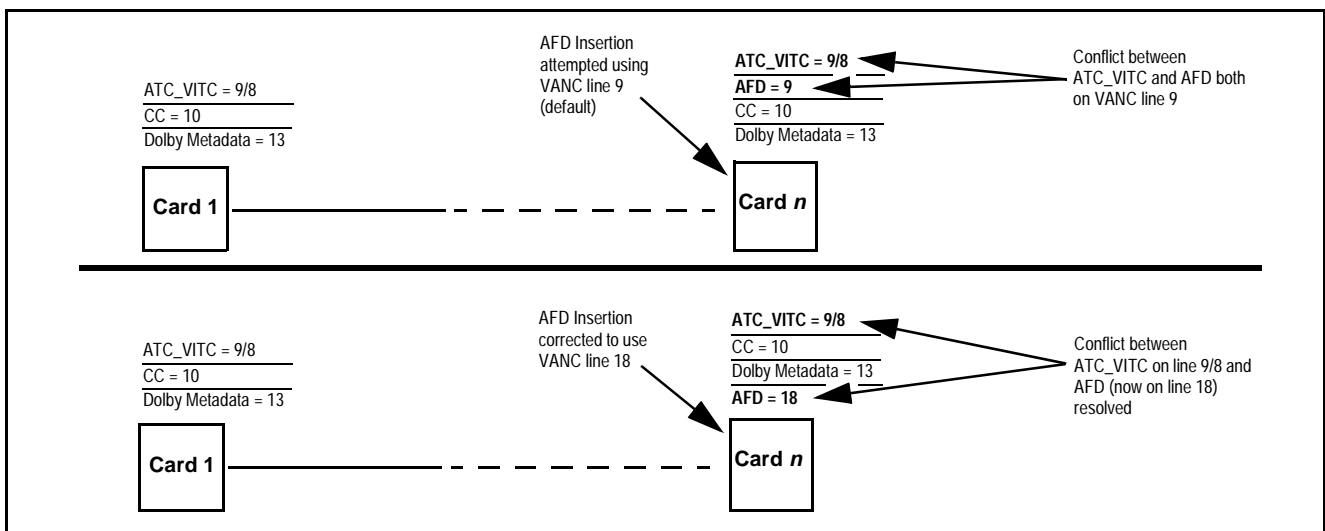 ATC_VITC = 9/8
CC = 10
Dolby Metadata = 13
Card 1
AFD Insertion
attempted using
VANC line 9
(default)
ATC_VITC = 9/8
AFD = 9
CC = 10
Dolby Metadata = 13
Card n
Conflict between
ATC_VITC and AFD both
on VANC line 9
ATC_VITC = 9/8
CC = 10
Dolby Metadata = 13
Card 1
AFD Insertion
corrected to use
VANC line 18
ATC_VITC = 9/8
CC = 10
Dolby Metadata = 13
AFD = 18
Card n
Conflict between
ATC_VITC on line 9/8 and
AFD (now on line 18)
resolved